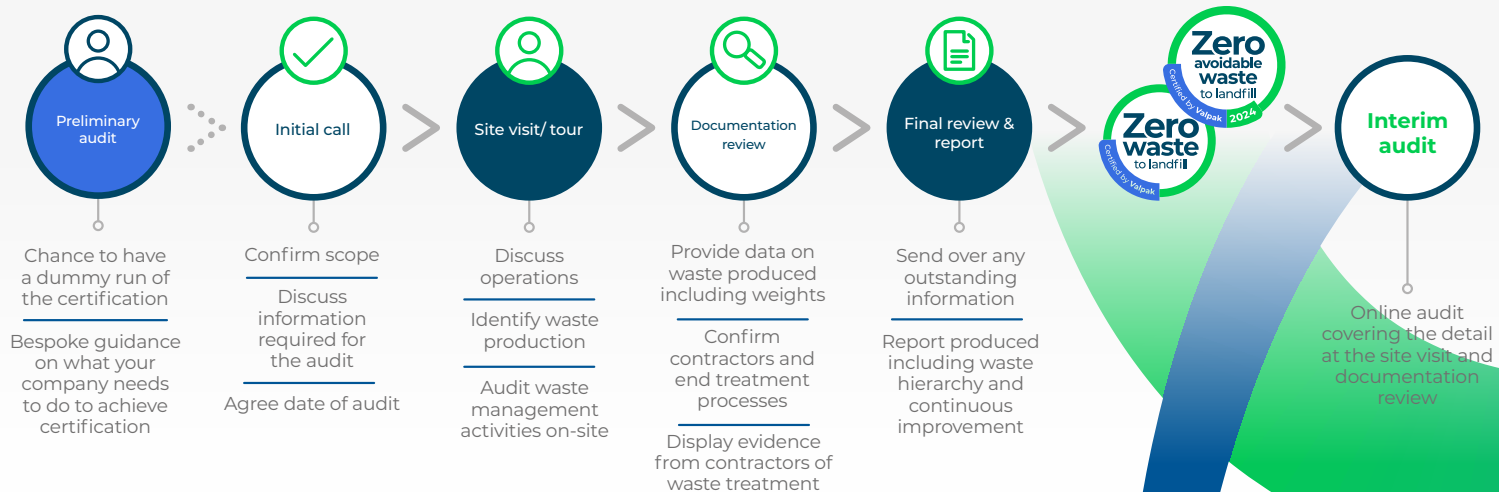 Preliminary
audit
Chance to have
a dummy run of
the certification
Bespoke guidance
on what your
company needs
to do to achieve
certification
Initial call
Confirm scope
Discuss
information
required for
the audit
Agree date of audit
Site visit/ tour
Discuss
operations
Identify waste
production
Audit waste
management
activities on-site
Documentation
review
Provide data on
waste produced
including weights
Confirm
contractors and
end treatment
processes
Display evidence
from contractors of
waste treatment
Final review &
report
Send over any
outstanding
information
Report produced
including waste
hierarchy and
continuous
improvement
Zero
avoidable
waste
to landfill
Certified by Valpak
2024
Zero
waste
to landfill
Certified by Valpak
Interim
audit
Online audit
covering the detail
at the site visit and
documentation
review